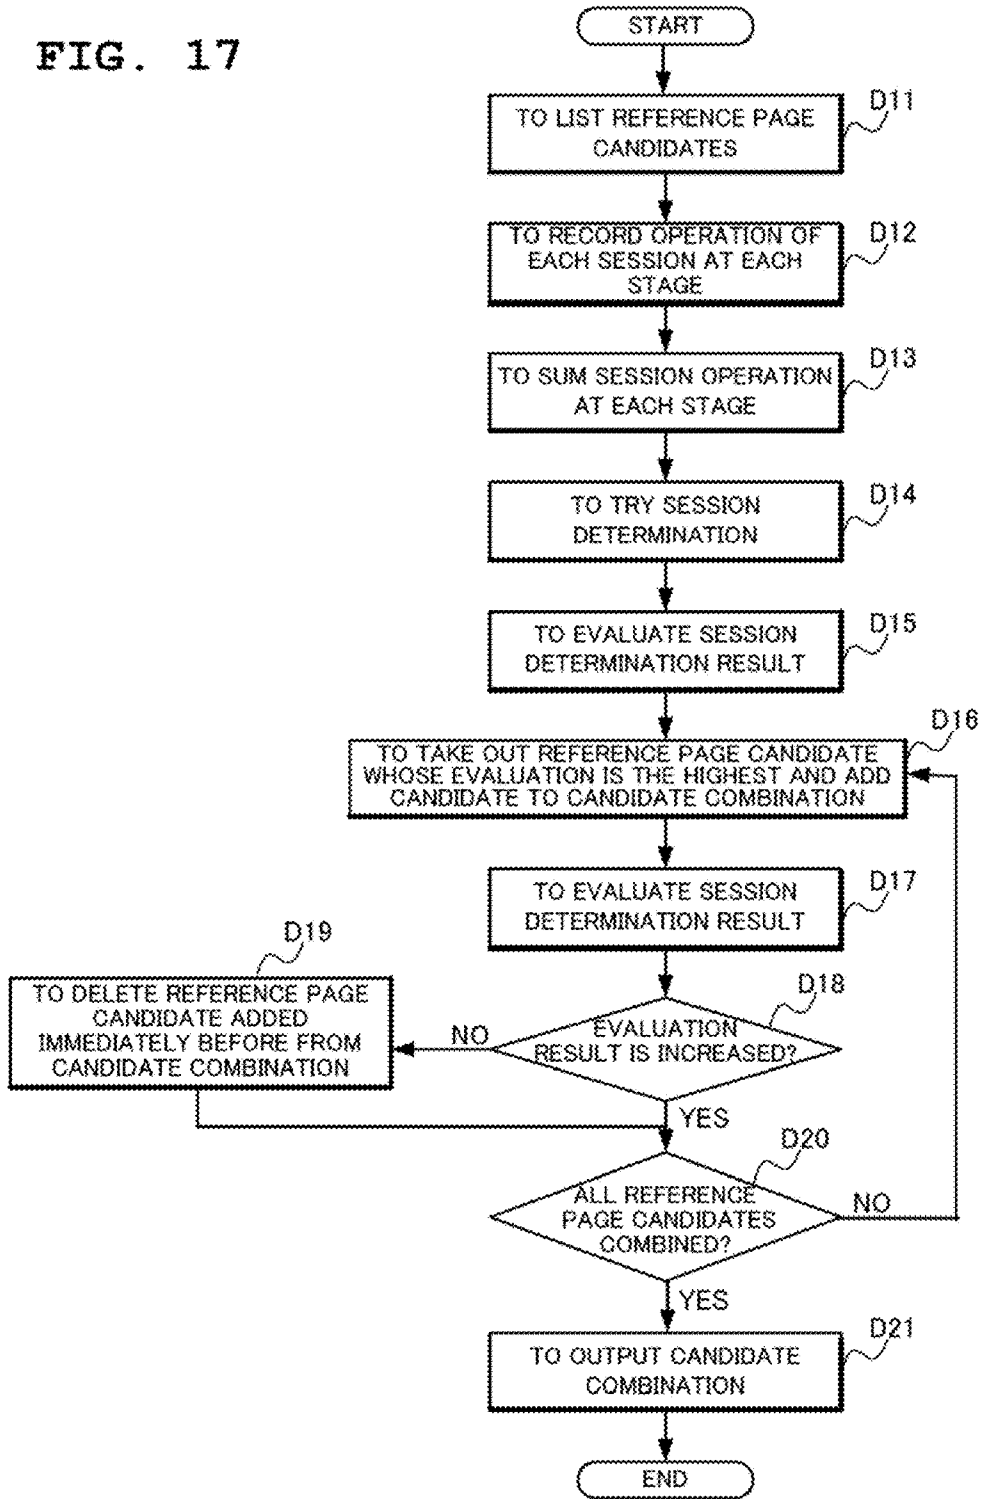 FIG. 17
START
D11
TO LIST REFERENCE PAGE
CANDIDATES
D12
TO RECORD OPERATION OF
EACH SESSION AT EACH
STAGE
D13
TO SUM SESSION OPERATION
AT EACH STAGE
D14
TO TRY SESSION
DETERMINATION
D15
TO EVALUATE SESSION
DETERMINATION RESULT
D16
TO TAKE OUT REFERENCE PAGE CANDIDATE
WHOSE EVALUATION IS THE HIGHEST AND ADD
CANDIDATE TO CANDIDATE COMBINATION
D17
TO EVALUATE SESSION
DETERMINATION RESULT
D18
EVALUATION
RESULT IS INCREASED?
NO
D19
TO DELETE REFERENCE PAGE
CANDIDATE ADDED
IMMEDIATELY BEFORE FROM
CANDIDATE COMBINATION
YES
D20
ALL REFERENCE
PAGE CANDIDATES
COMBINED?
NO
YES
D21
TO OUTPUT CANDIDATE
COMBINATION
END